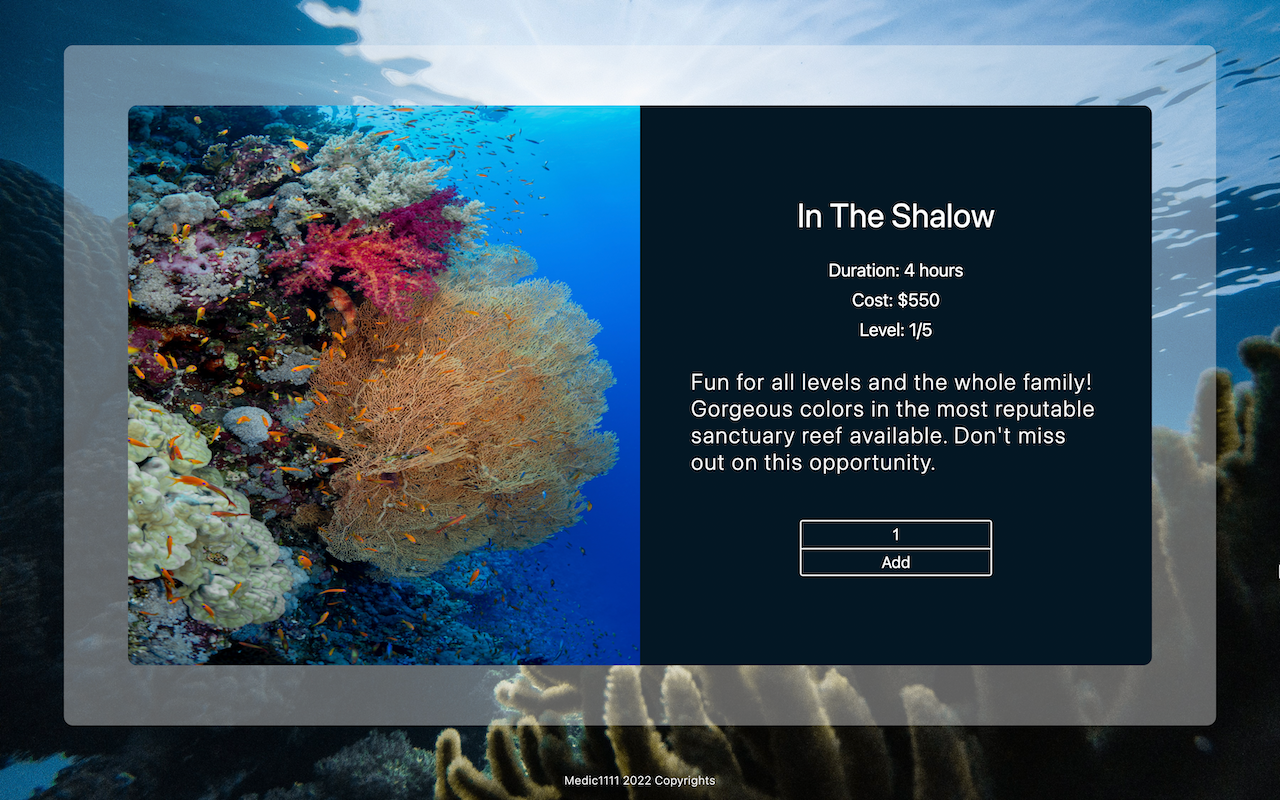 In The Shalow
Duration: 4 hours
Cost: $550
Level: 1/5
Fun for all levels and the whole family!
Gorgeous colors in the most reputable
sanctuary reef available. Don't miss
out on this opportunity.
1
Add
Medic1111 2022 Copyrights